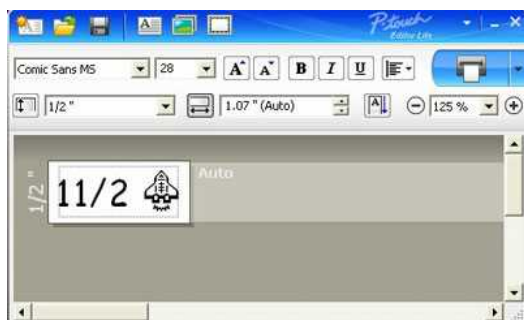 P-touch
Editor Lite
Comic Sans MS 28 A A B I U
1/2 " 1.07 " (Auto) A 125 %
1/2 "
11/2
Auto